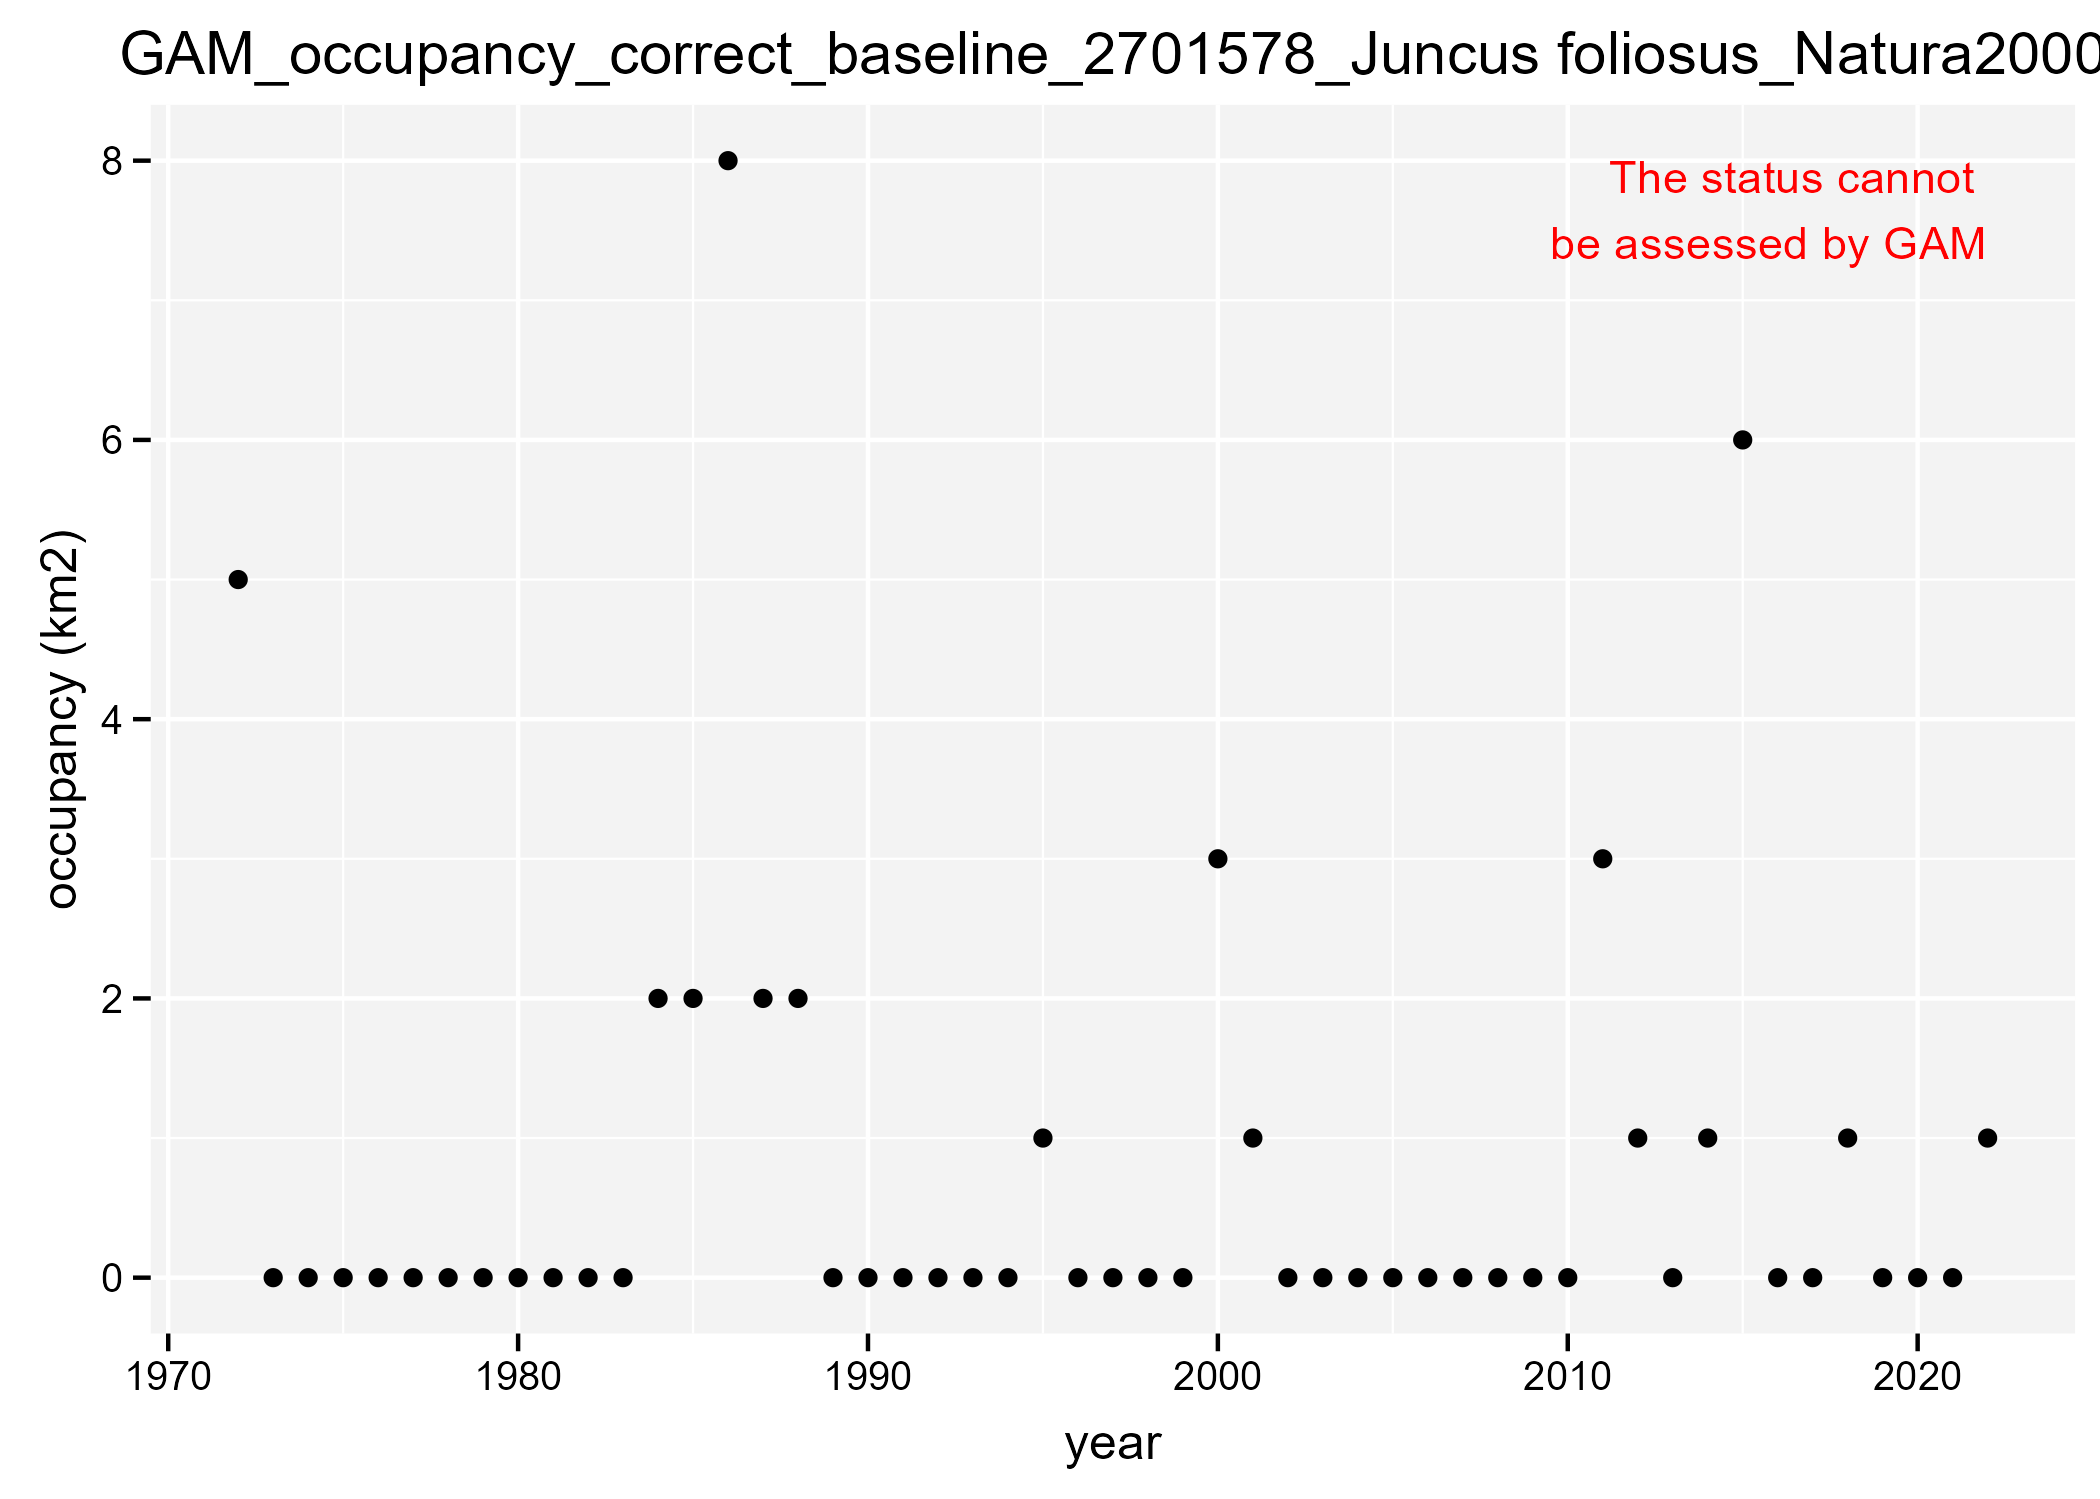 GAM_occupancy_correct_baseline_2701578_Juncus foliosus_Natura2000
8
The status cannot
be assessed by GAM
6
occupancy (km2)
4
2
0
1970 1980 1990 2000 2010 2020
year